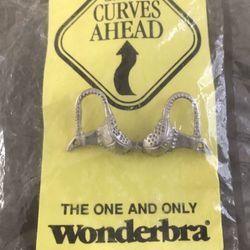 CURVES
AHEAD
THE ONE AND ONLY
Wonderbra®